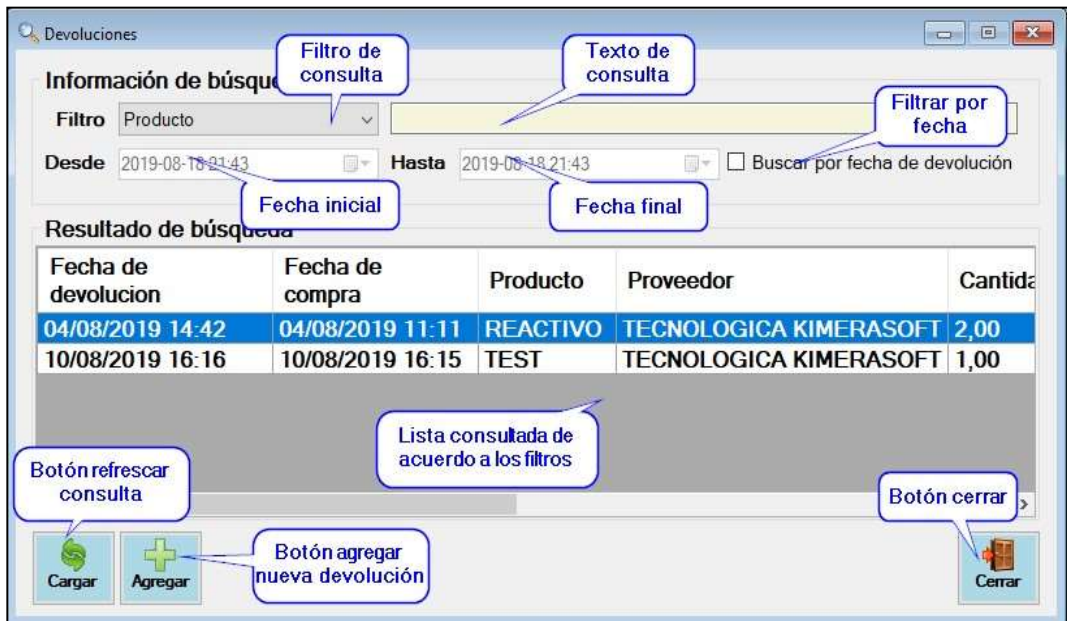 Devoluciones
Filtro de
consulta
Texto de
consulta
Información de búsque
Filtrar por
fecha
Filtro Producto
Desde 2019-08-18 21:43 Hasta 2019-08-18 21:43 Buscar por fecha de devolución
Fecha inicial
Fecha final
Resultado de búsqueda
Fecha de
devolucion
Fecha de
compra
Producto
Proveedor
Cantida
04/08/2019 14:42 04/08/2019 11:11 REACTIVO TECNOLOGICA KIMERASOFT 2,00
10/08/2019 16:16 10/08/2019 16:15 TEST TECNOLOGICA KIMERASOFT 1,00
Lista consultada de
acuerdo a los filtros
Botón refrescar
consulta
Botón cerrar
Botón agregar
nueva devolución
Cargar
Agregar
Cerrar